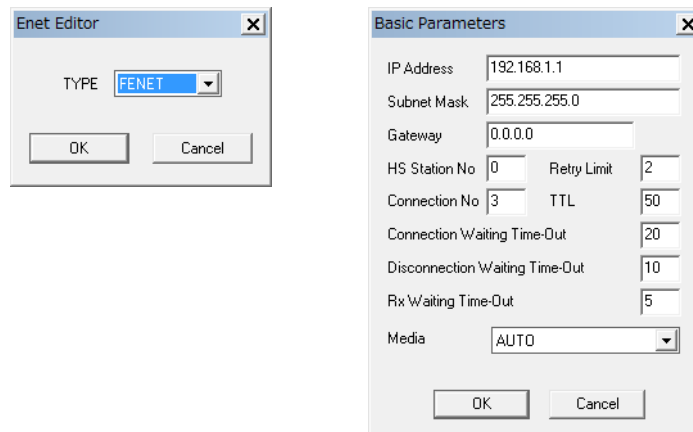 Enet Editor
TYPE FENET
OK Cancel
Basic Parameters
IP Address 192.168.1.1
Subnet Mask 255.255.255.0
Gateway 0.0.0.0
HS Station No 0 Retry Limit 2
Connection No 3 TTL 50
Connection Waiting Time-Out 20
Disconnection Waiting Time-Out 10
Rx Waiting Time-Out 5
Media AUTO
OK Cancel